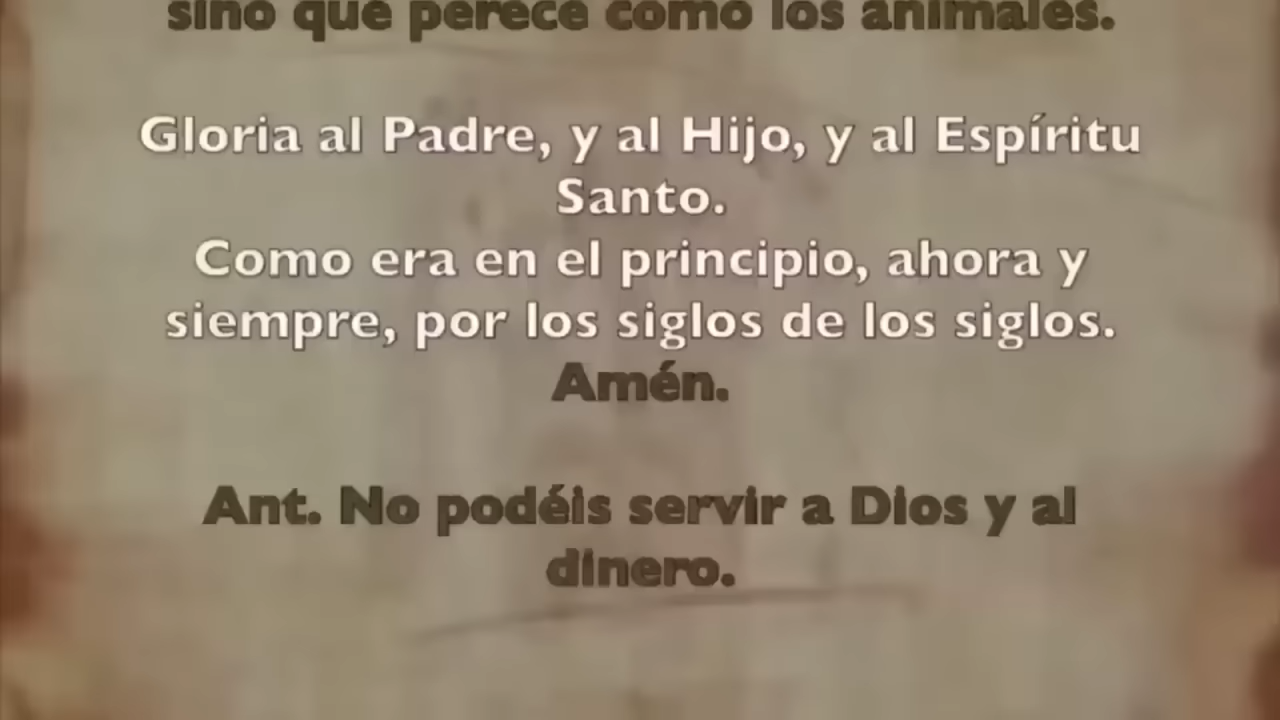 sino que perece como los animales.
Gloria al Padre, y al Hijo, y al Espíritu
Santo.
Como era en el principio, ahora y
siempre, por los siglos de los siglos.
Amén.
Ant. No podéis servir a Dios y al
dinero.